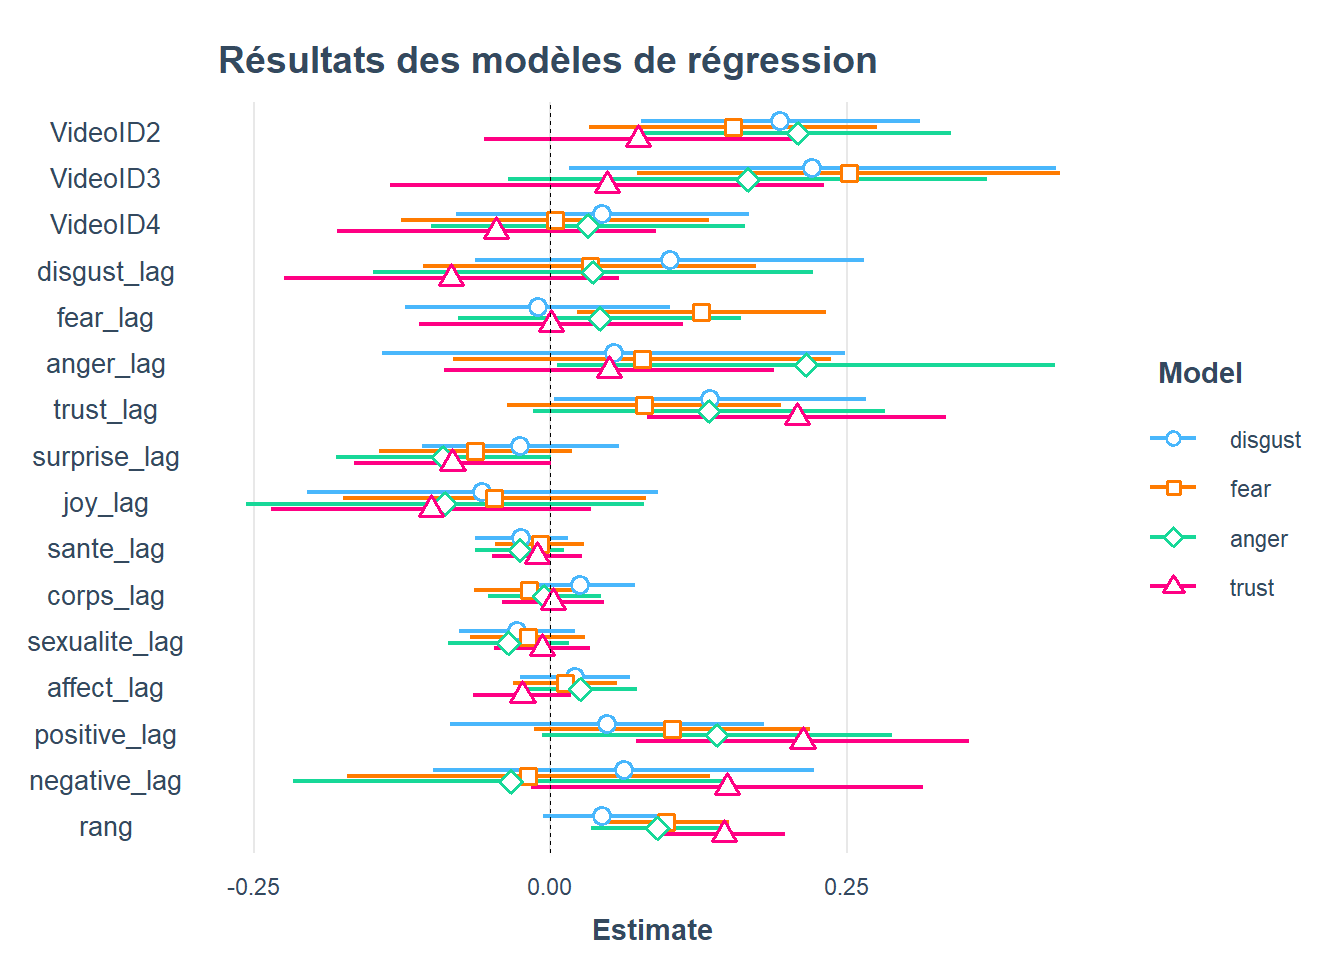 Résultats des modèles de régression
VideoID2
VideoID3
VideoID4
disgust_lag
fear_lag
anger_lag
trust_lag
surprise_lag
joy_lag
sante_lag
corps_lag
sexualite_lag
affect_lag
positive_lag
negative_lag
rang
-0.25
0.00
0.25
Estimate
Model
disgust
fear
anger
trust